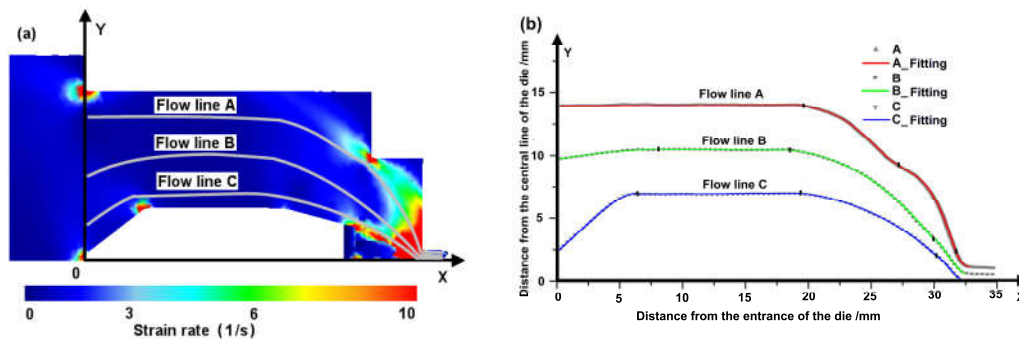 (a)
Y
Flow line A
Flow line B
Flow line C
0
X
0 3 6 10
Strain rate (1/s)
(b)
Y
A
A_Fitting
B
B_Fitting
C
C_Fitting
Flow line A
Flow line B
Flow line C
15
10
5
0
0 5 10 15 20 25 30 35 X
Distance from the central line of the die /mm
Distance from the entrance of the die /mm